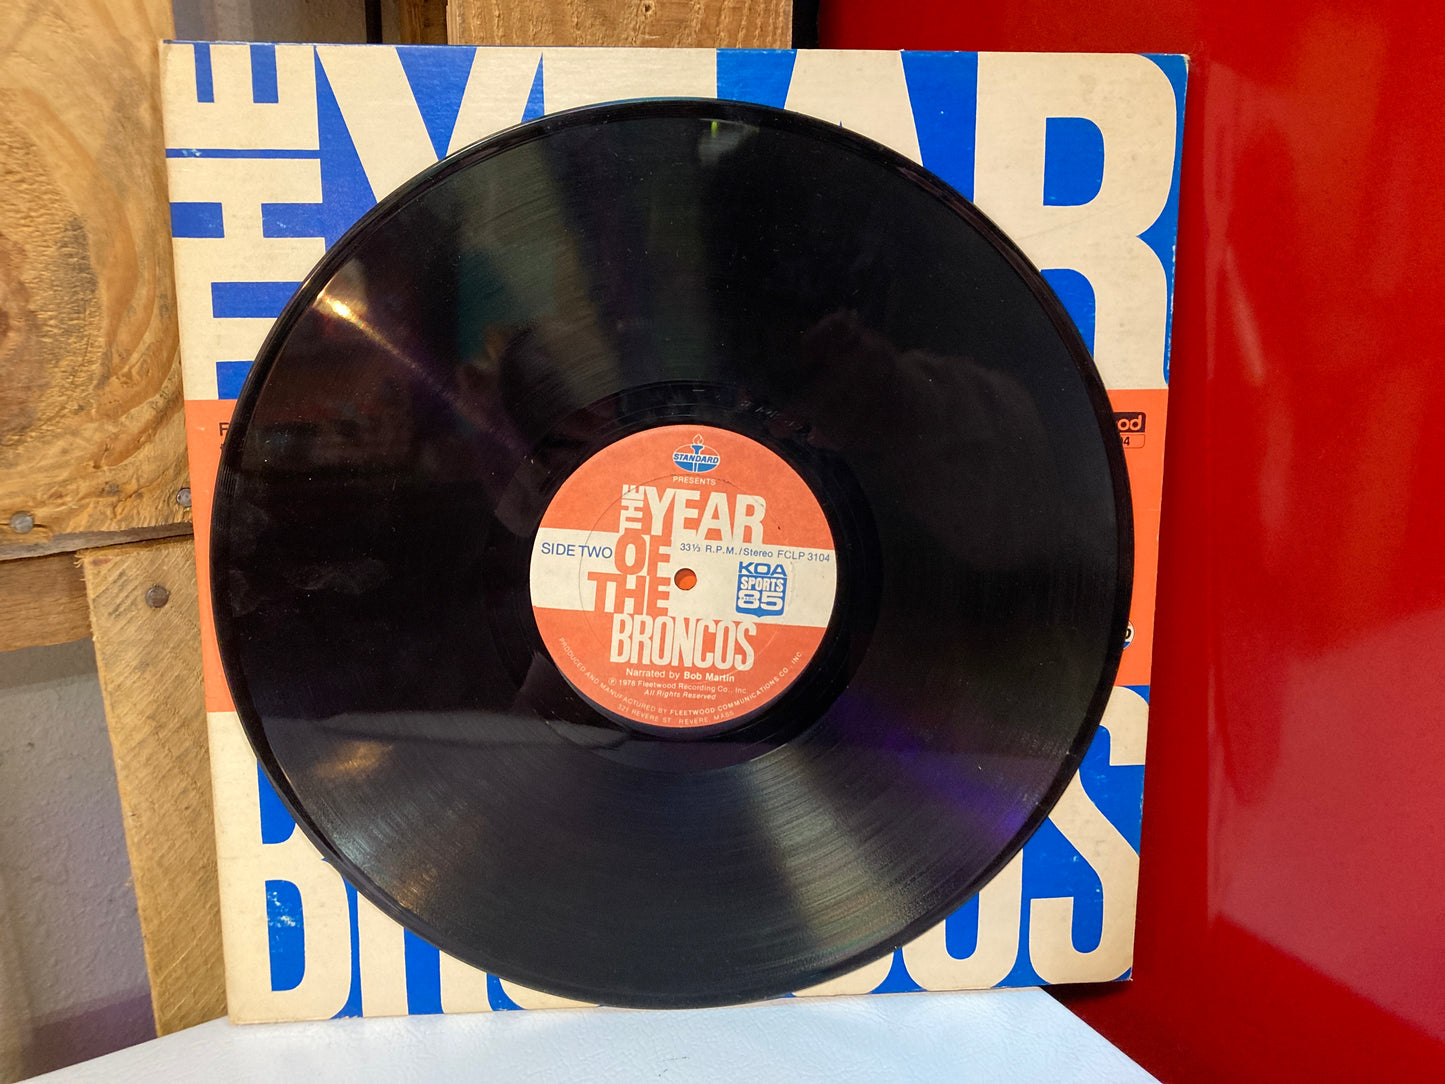 THE YEAR
STANDARD
PRESENTS
THE YEAR
OF
THE
BRONCOS
SIDE TWO
33⅓ R.P.M./Stereo FCLP 3104
KOA
SPORTS
RADIO
85
Narrated by Bob Martin
℗ 1978 Fleetwood Recording Co., Inc.
All Rights Reserved
PRODUCED AND MANUFACTURED BY FLEETWOOD COMMUNICATIONS CO., INC.
321 REVERE ST., REVERE, MASS.